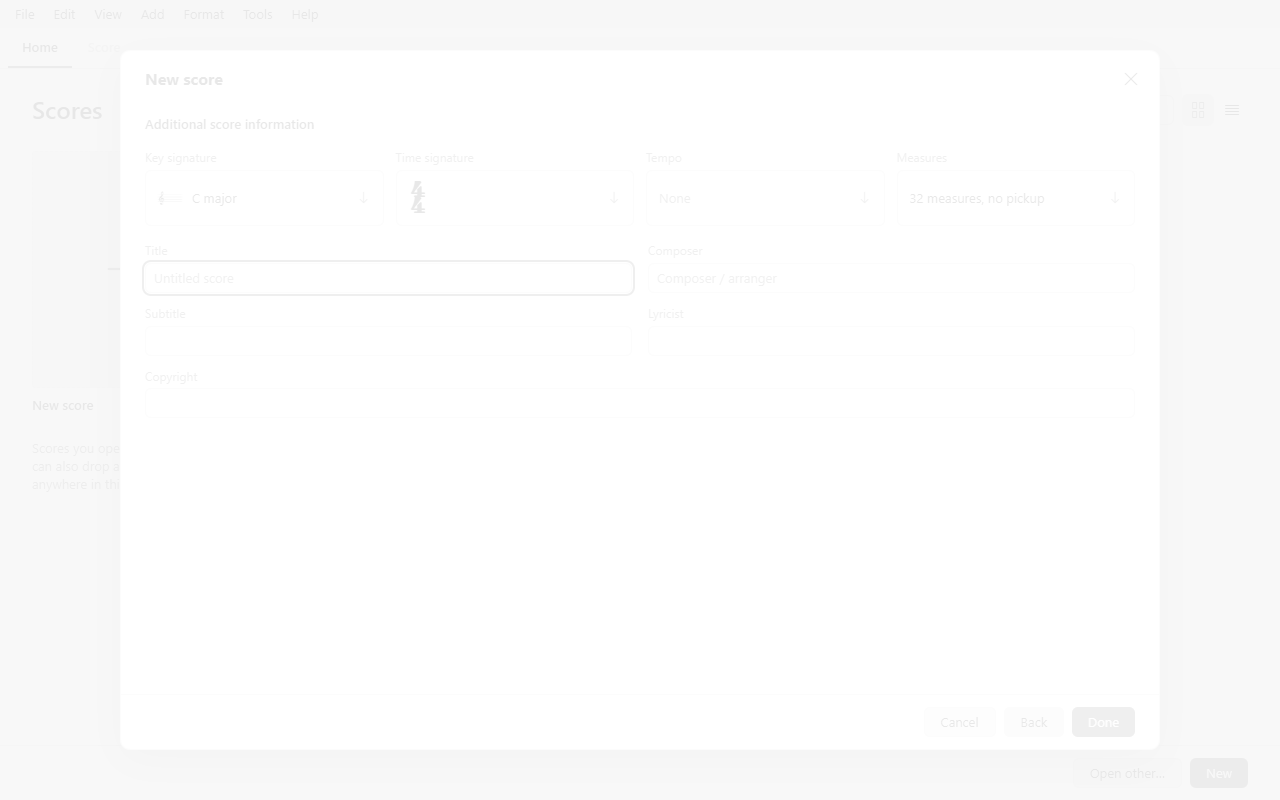 File Edit View Add Format Tools Help
Home
Scores
New score
Additional score information
Key signature Time signature Tempo Measures
C major 4 4 None 32 measures, no pickup
Title Composer
Untitled score Composer / arranger
Subtitle Lyricist
Copyright
New score
Scores you ope
can also drop a
anywhere in th
Cancel Back Done
Open other... New